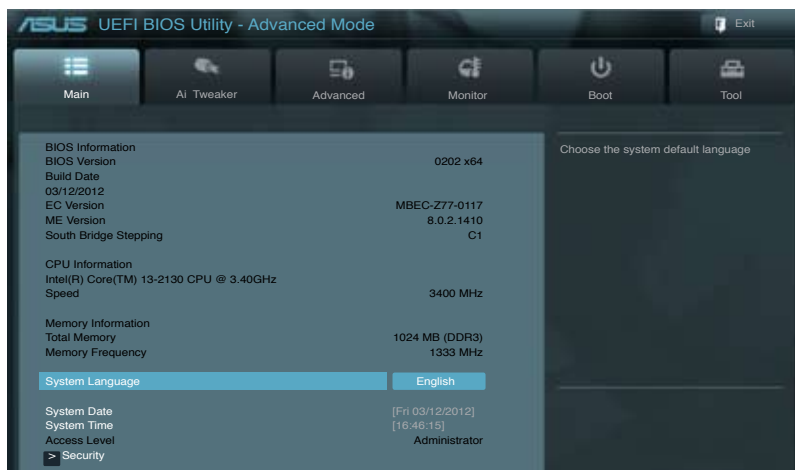 ASUS UEFI BIOS Utility - Advanced Mode
Exit
Main
Ai Tweaker
Advanced
Monitor
Boot
Tool
BIOS Information
BIOS Version 0202 x64
Build Date
03/12/2012
EC Version MBEC-Z77-0117
ME Version 8.0.2.1410
South Bridge Stepping C1
CPU Information
Intel(R) Core(TM) 13-2130 CPU @ 3.40GHz
Speed 3400 MHz
Memory Information
Total Memory 1024 MB (DDR3)
Memory Frequency 1333 MHz
System Language English
System Date [Fri 03/12/2012]
System Time [16:46:15]
Access Level Administrator
> Security
Choose the system default language